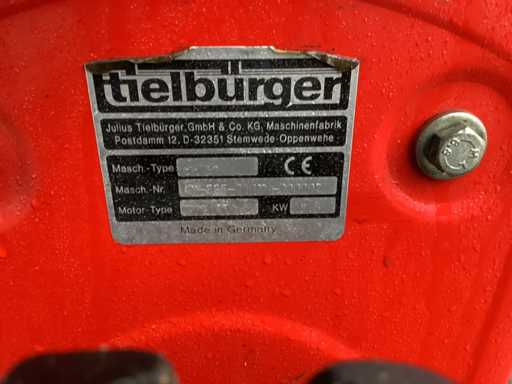 tielbürger
Julius Tielbürger GmbH & Co. KG, Maschinenfabrik
Postdamm 12, D-32351 Stemwede-Oppenwehe
Masch.-Type CE
Masch.-Nr.
Motor-Type KW
Made in Germany